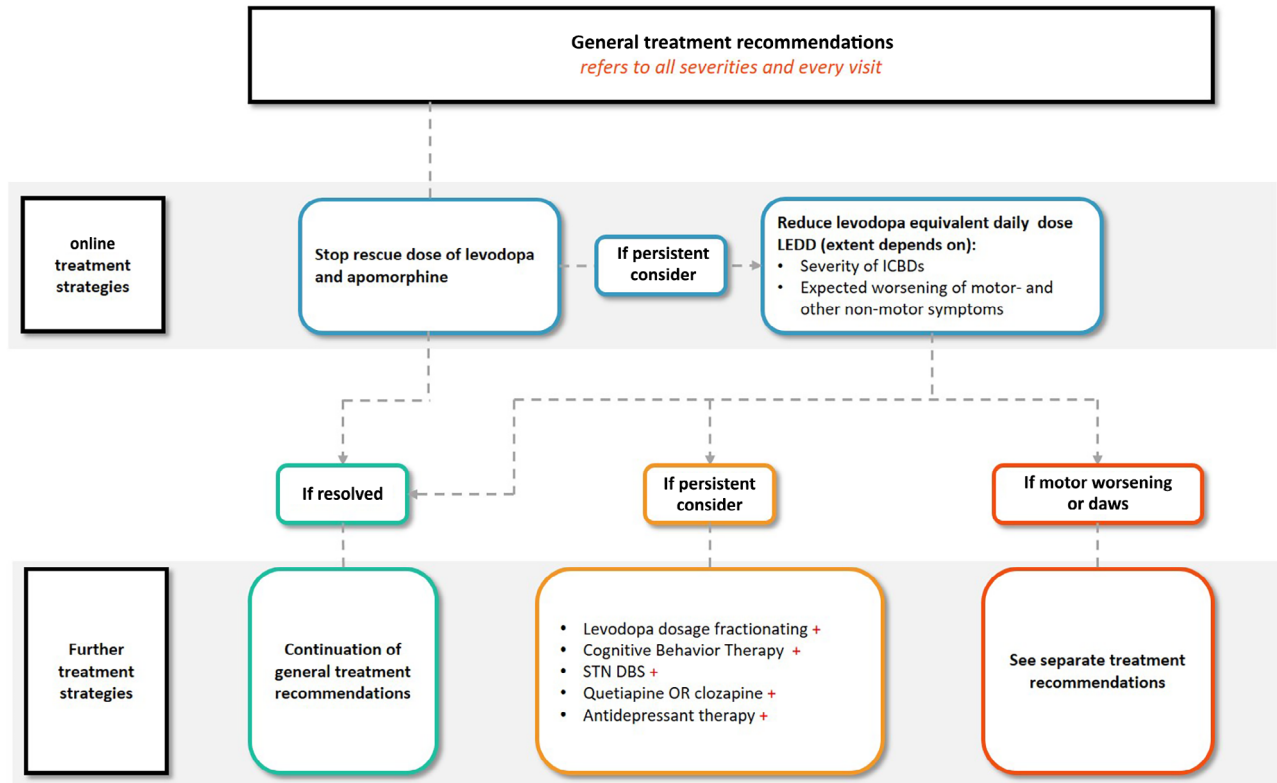 General treatment recommendations
refers to all severities and every visit
online
treatment
strategies
Stop rescue dose of levodopa
and apomorphine
If persistent
consider
Reduce levodopa equivalent daily dose
LEDD (extent depends on):
• Severity of ICBDs
• Expected worsening of motor- and
other non-motor symptoms
If resolved
If persistent
consider
If motor worsening
or daws
Further
treatment
strategies
Continuation of
general treatment
recommendations
• Levodopa dosage fractionating +
• Cognitive Behavior Therapy +
• STN DBS +
• Quetiapine OR clozapine +
• Antidepressant therapy +
See separate treatment
recommendations